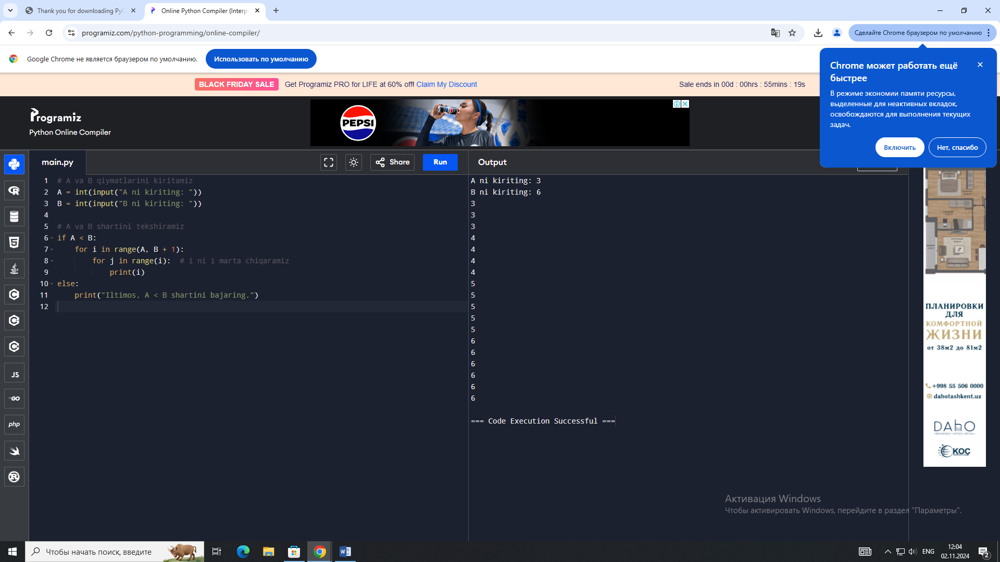 Thank you for downloading PyC
Online Python Compiler (Interp
programiz.com/python-programming/online-compiler/
Сделайте Chrome браузером по умолчанию
Google Chrome не является браузером по умолчанию.
Использовать по умолчанию
Chrome может работать ещё
быстрее
В режиме экономии памяти ресурсы,
выделенные для неактивных вкладок,
освобождаются для выполнения текущих
задач.
Включить
Нет, спасибо
BLACK FRIDAY SALE Get Programiz PRO for LIFE at 60% off! Claim My Discount
Sale ends in 00d : 00hrs : 55mins : 19s
Programiz
Python Online Compiler
PEPSI
main.py
Share
Run
Output
1 # A va B qiymatlarini kiritamiz
2 A = int(input("A ni kiriting: "))
3 B = int(input("B ni kiriting: "))
4
5 # A va B shartini tekshiramiz
6 if A < B:
7 for i in range(A, B + 1):
8 for j in range(i):  # i ni i marta chiqaramiz
9 print(i)
10 else:
11 print("Iltimos, A < B shartini bajaring.")
12
A ni kiriting: 3
B ni kiriting: 6
3
3
3
4
4
4
4
5
5
5
5
5
6
6
6
6
6
6
=== Code Execution Successful ===
JS
GO
php
ПЛАНИРОВКИ
ДЛЯ
КОМФОРТНОЙ
ЖИЗНИ
от 38м2 до 81м2
+998 55 506 0000
dahotashkent.uz
DAHO
KOC
Активация Windows
Чтобы активировать Windows, перейдите в раздел "Параметры".
Чтобы начать поиск, введите
ENG
12:04
02.11.2024
2